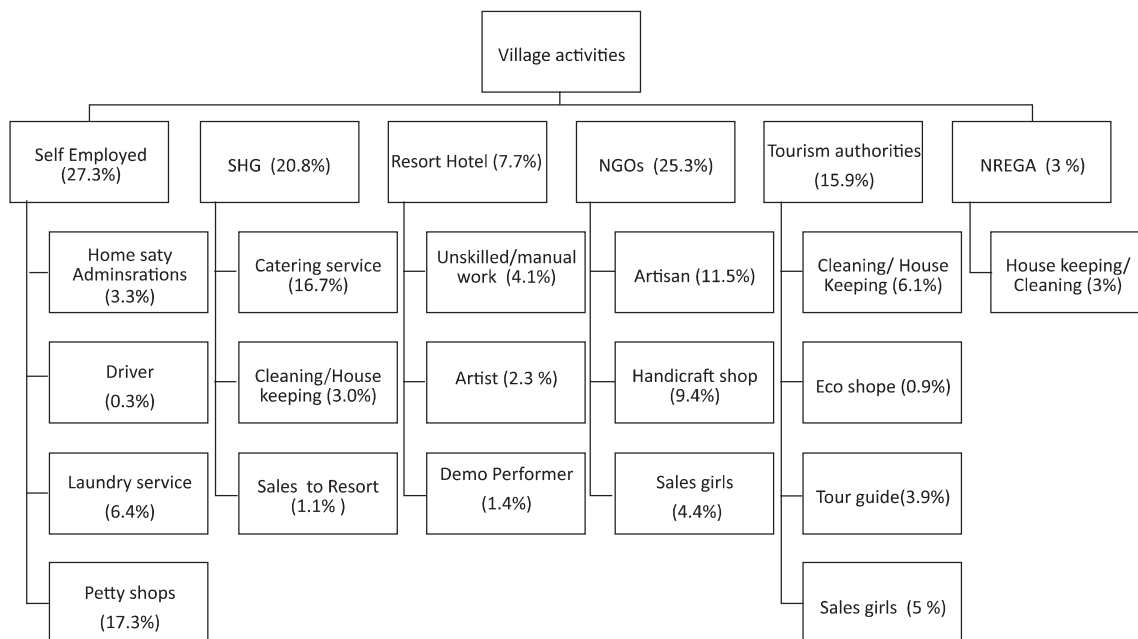 Village activities
Self Employed
(27.3%)
SHG (20.8%)
Resort Hotel (7.7%)
NGOs (25.3%)
Tourism authorities
(15.9%)
NREGA (3 %)
Home saty
Adminsrations
(3.3%)
Catering service
(16.7%)
Unskilled/manual
work (4.1%)
Artisan (11.5%)
Cleaning/ House
Keeping (6.1%)
House keeping/
Cleaning (3%)
Driver
(0.3%)
Cleaning/House
keeping (3.0%)
Artist (2.3 %)
Handicraft shop
(9.4%)
Eco shope (0.9%)
Laundry service
(6.4%)
Sales to Resort
(1.1% )
Demo Performer
(1.4%)
Sales girls
(4.4%)
Tour guide(3.9%)
Petty shops
(17.3%)
Sales girls (5 %)